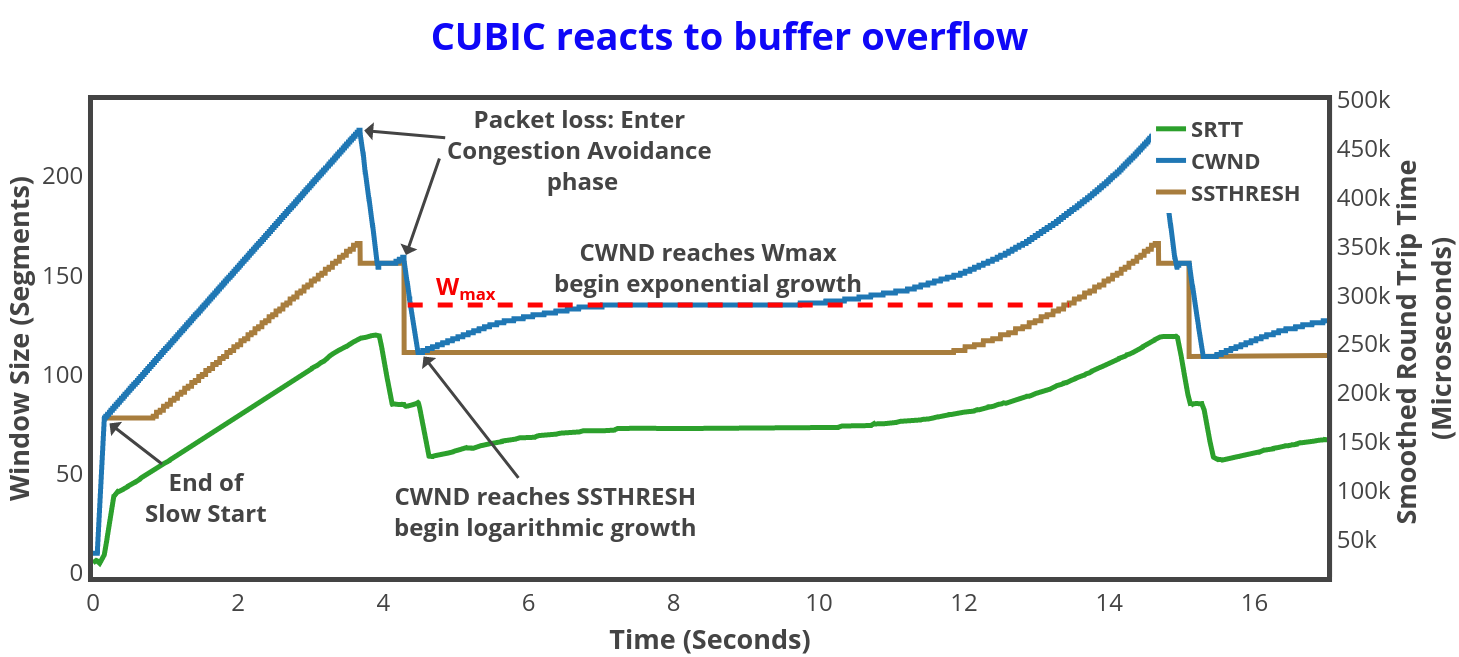 CUBIC reacts to buffer overflow
Packet loss: Enter
Congestion Avoidance
phase
SRTT
CWND
SSTHRESH
CWND reaches Wmax
begin exponential growth
Wmax
End of
Slow Start
CWND reaches SSTHRESH
begin logarithmic growth
Window Size (Segments)
200
150
100
50
0
500k
450k
400k
350k
300k
250k
200k
150k
100k
50k
Smoothed Round Trip Time
(Microseconds)
0 2 4 6 8 10 12 14 16
Time (Seconds)